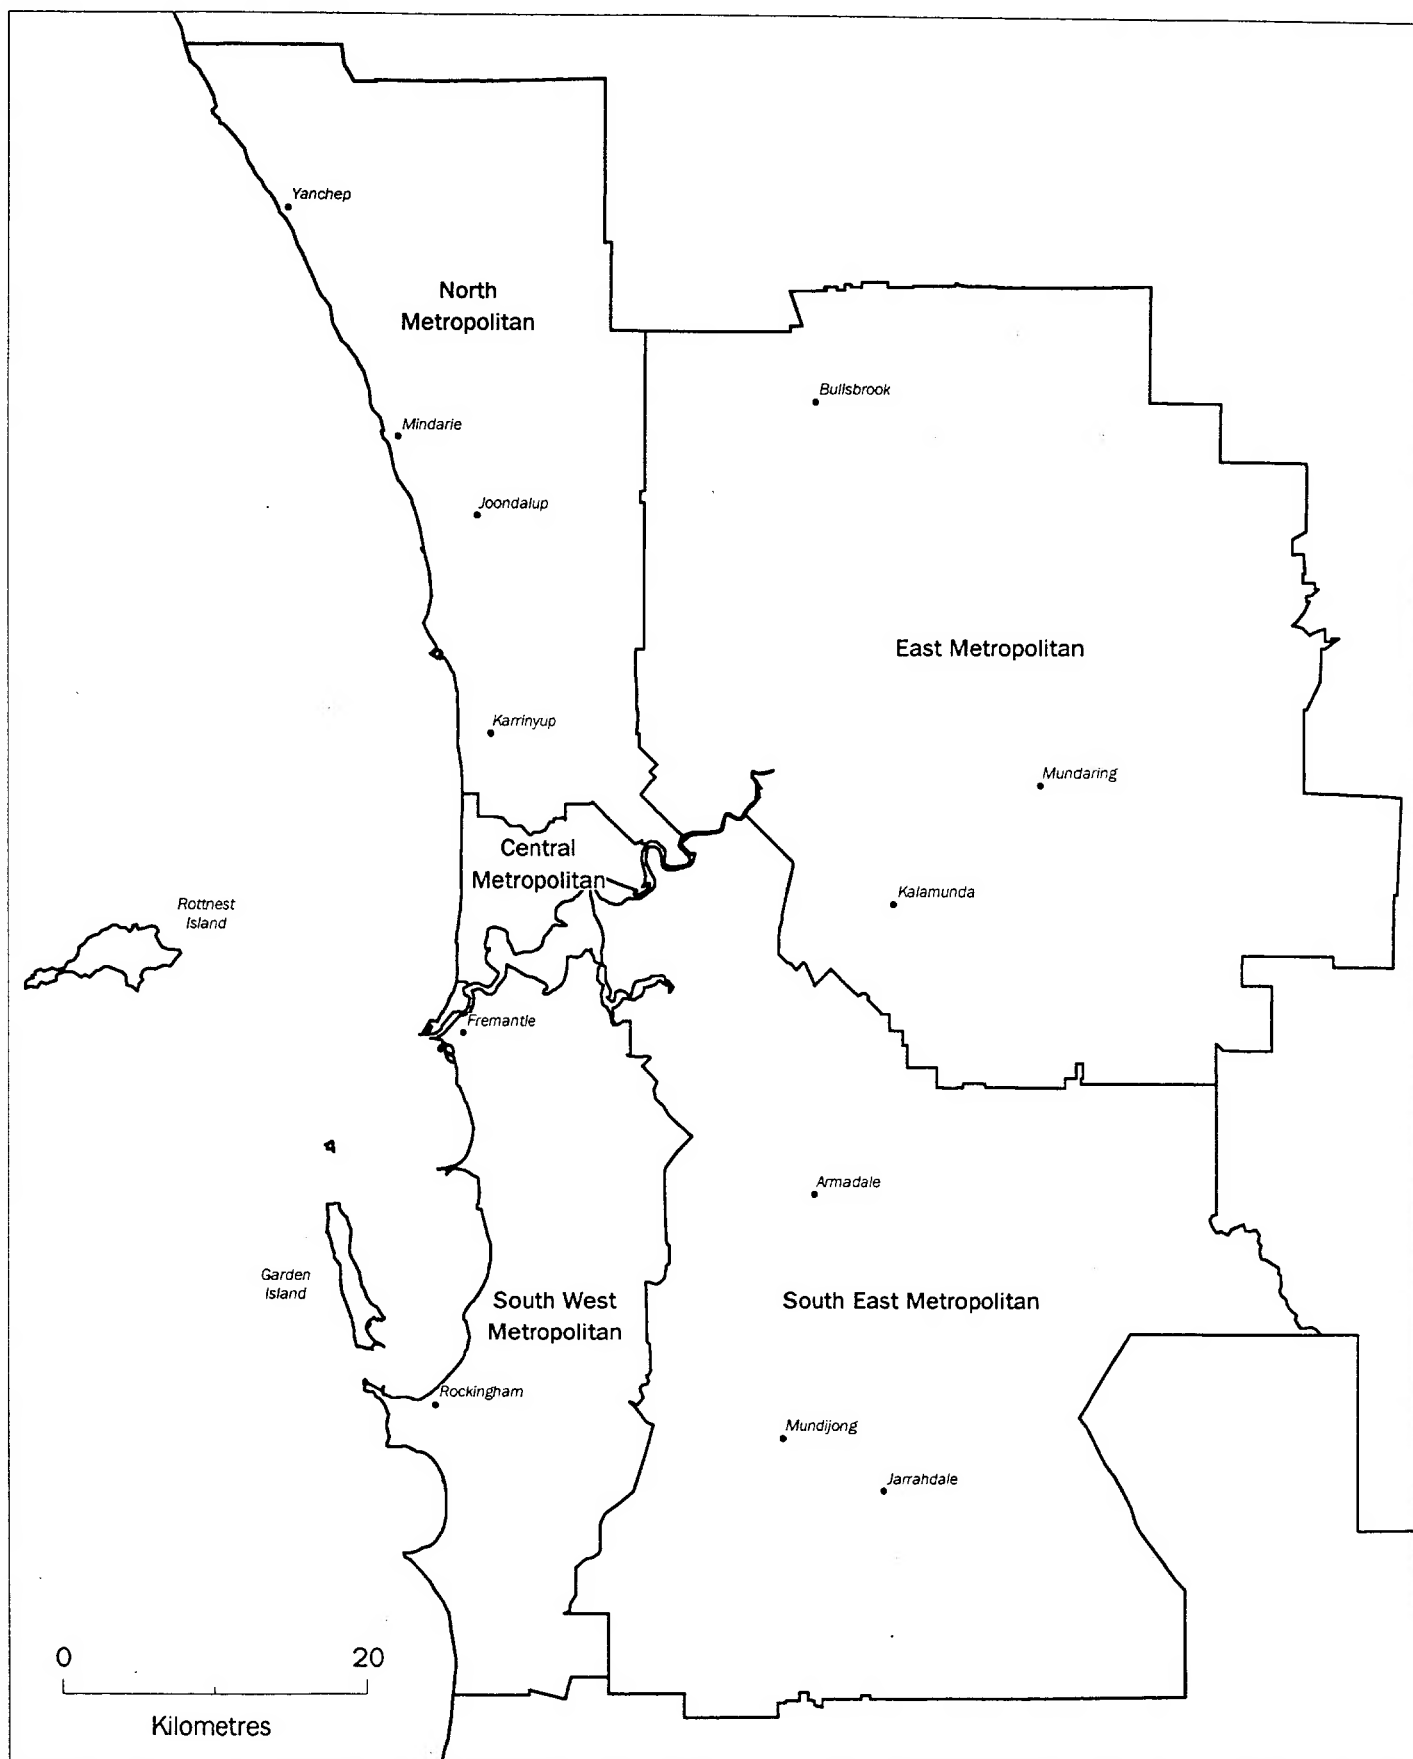 Yanchep
North
Metropolitan
Bullsbrook
Mindarie
Joondalup
East Metropolitan
Karrinyup
Mundaring
Central
Metropolitan
Kalamunda
Rottnest
Island
Fremantle
Armadale
Garden
Island
South West
Metropolitan
South East Metropolitan
Rockingham
Mundijong
Jarrahdale
0 20
Kilometres